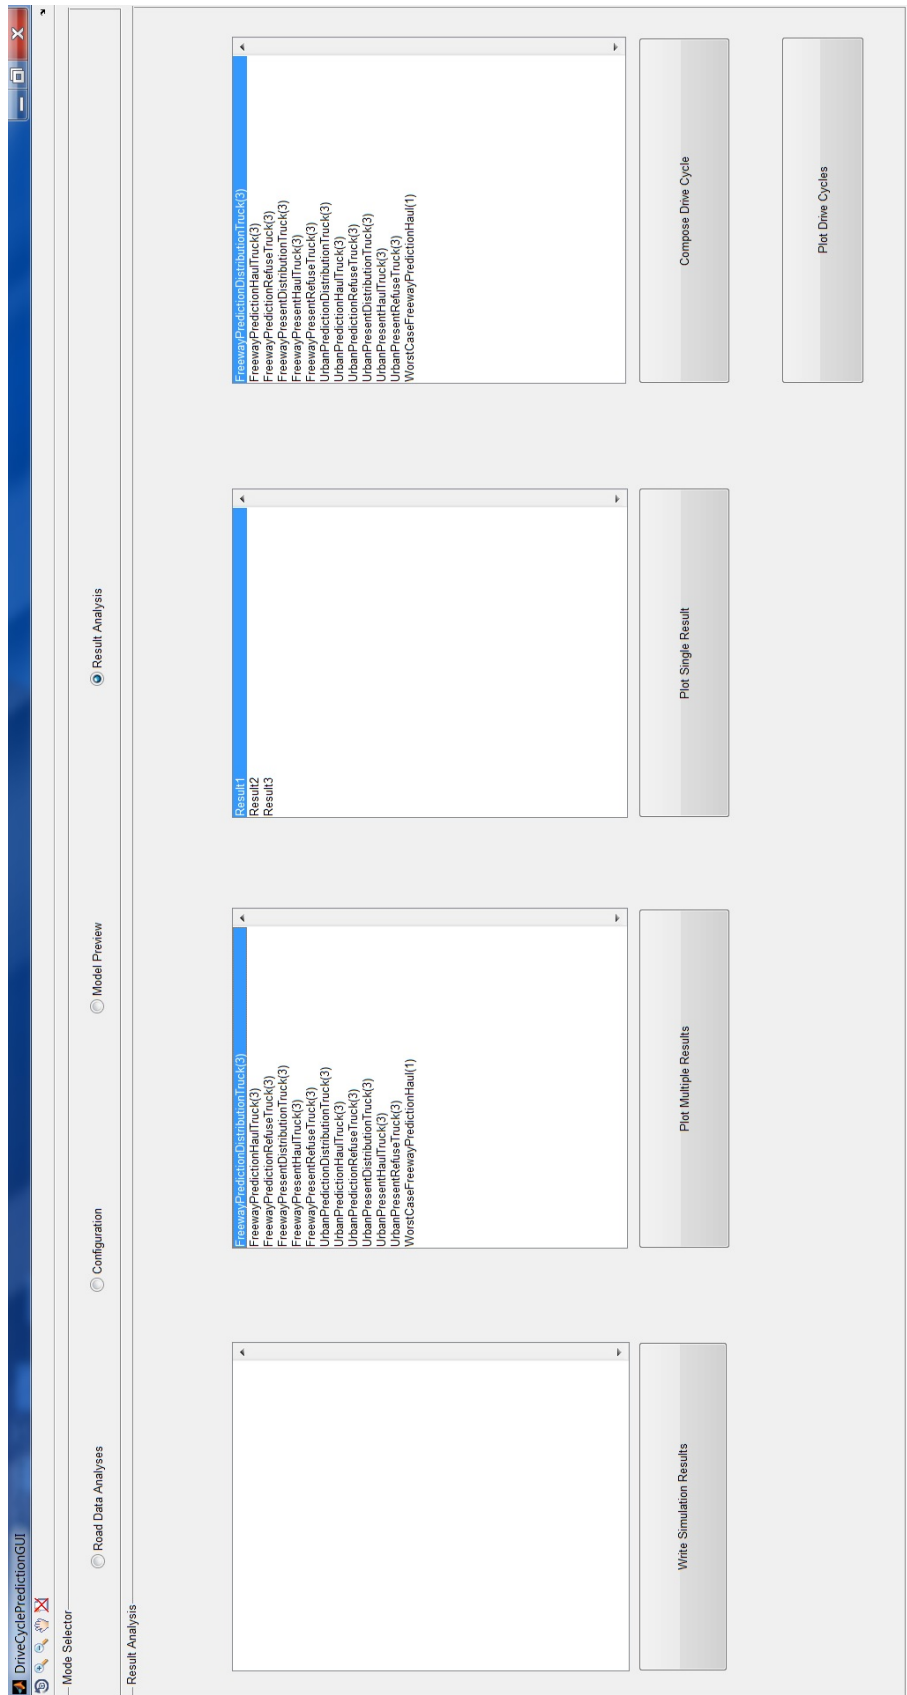 DriveCyclePredictionGUI
Mode Selector
Road Data Analyses
Configuration
Model Preview
Result Analysis
Result Analysis
Write Simulation Results
FreewayPredictionDistributionTruck(3)
FreewayPredictionHaulTruck(3)
FreewayPredictionRefuseTruck(3)
FreewayPresentDistributionTruck(3)
FreewayPresentHaulTruck(3)
FreewayPresentRefuseTruck(3)
UrbanPredictionDistributionTruck(3)
UrbanPredictionHaulTruck(3)
UrbanPredictionRefuseTruck(3)
UrbanPresentDistributionTruck(3)
UrbanPresentHaulTruck(3)
UrbanPresentRefuseTruck(3)
WorstCaseFreewayPredictionHaul(1)
Plot Multiple Results
Result1
Result2
Result3
Plot Single Result
FreewayPredictionDistributionTruck(3)
FreewayPredictionHaulTruck(3)
FreewayPredictionRefuseTruck(3)
FreewayPresentDistributionTruck(3)
FreewayPresentHaulTruck(3)
FreewayPresentRefuseTruck(3)
UrbanPredictionDistributionTruck(3)
UrbanPredictionHaulTruck(3)
UrbanPredictionRefuseTruck(3)
UrbanPresentDistributionTruck(3)
UrbanPresentHaulTruck(3)
UrbanPresentRefuseTruck(3)
WorstCaseFreewayPredictionHaul(1)
Compose Drive Cycle
Plot Drive Cycles